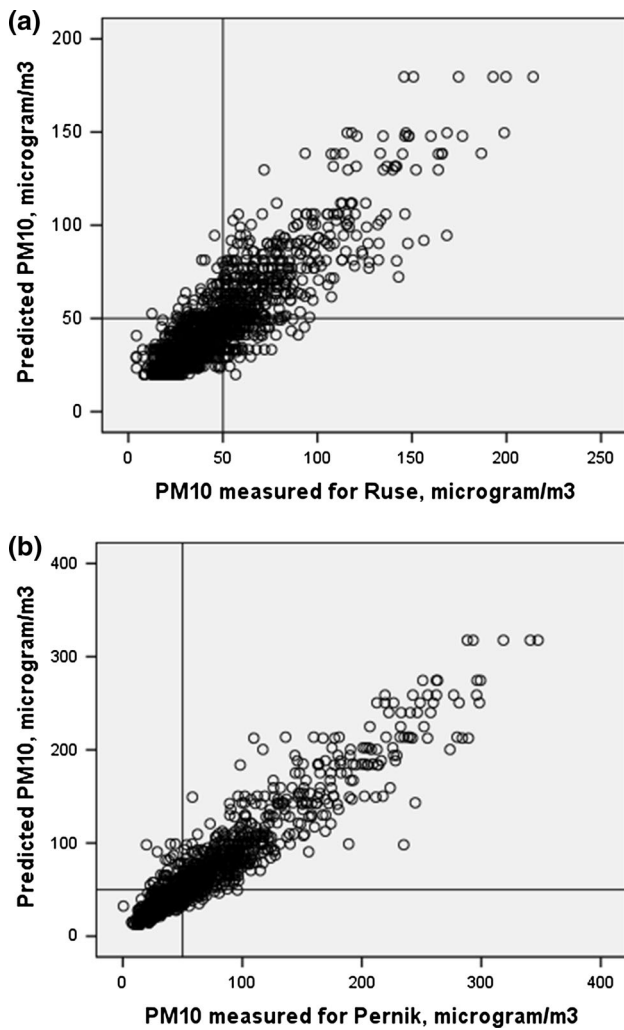 (a)
200
150
100
50
0
Predicted PM10, microgram/m3
0 50 100 150 200 250
PM10 measured for Ruse, microgram/m3
(b)
400
300
200
100
0
Predicted PM10, microgram/m3
0 100 200 300 400
PM10 measured for Pernik, microgram/m3